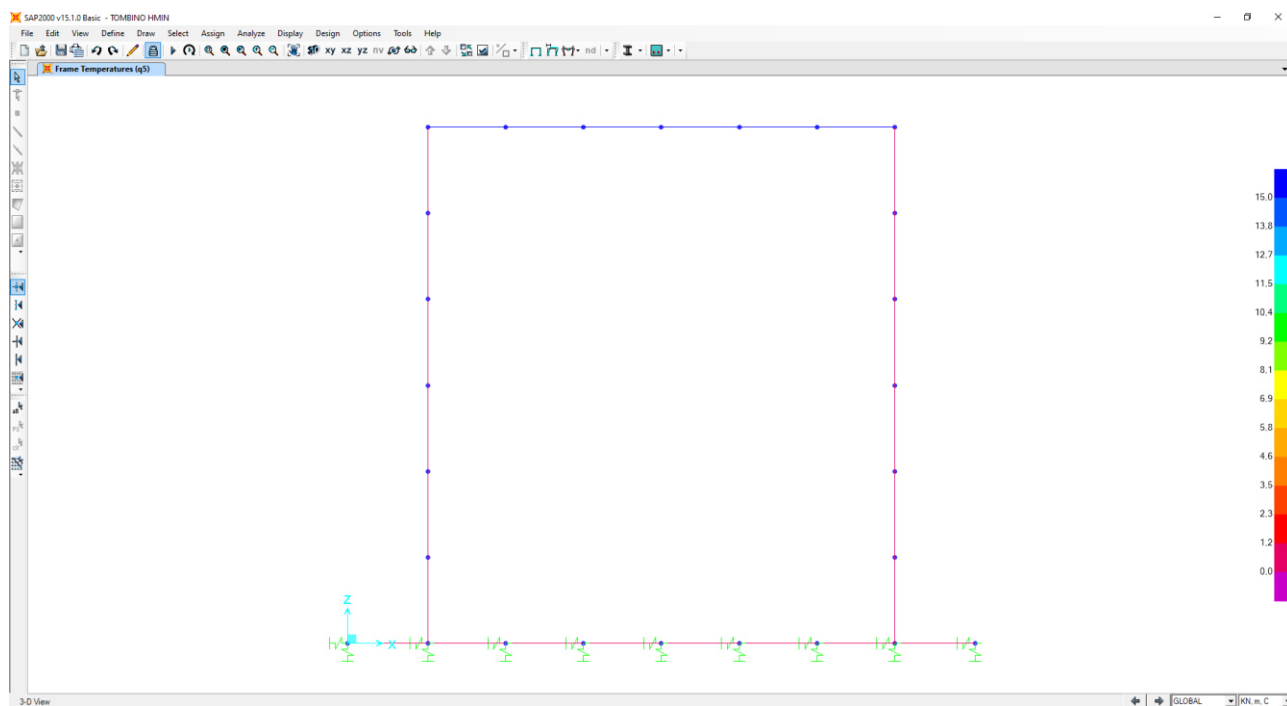 SAP2000 v15.1.0 Basic - TOMBINO HMIN
File Edit View Define Draw Select Assign Analyze Display Design Options Tools Help
xy xz yz nv nd
Frame Temperatures (q5)
15.0
13.8
12.7
11.5
10.4
9.2
8.1
6.9
5.8
4.6
3.5
2.3
1.2
0.0
Z
X
3-D View
GLOBAL
KN, m, C